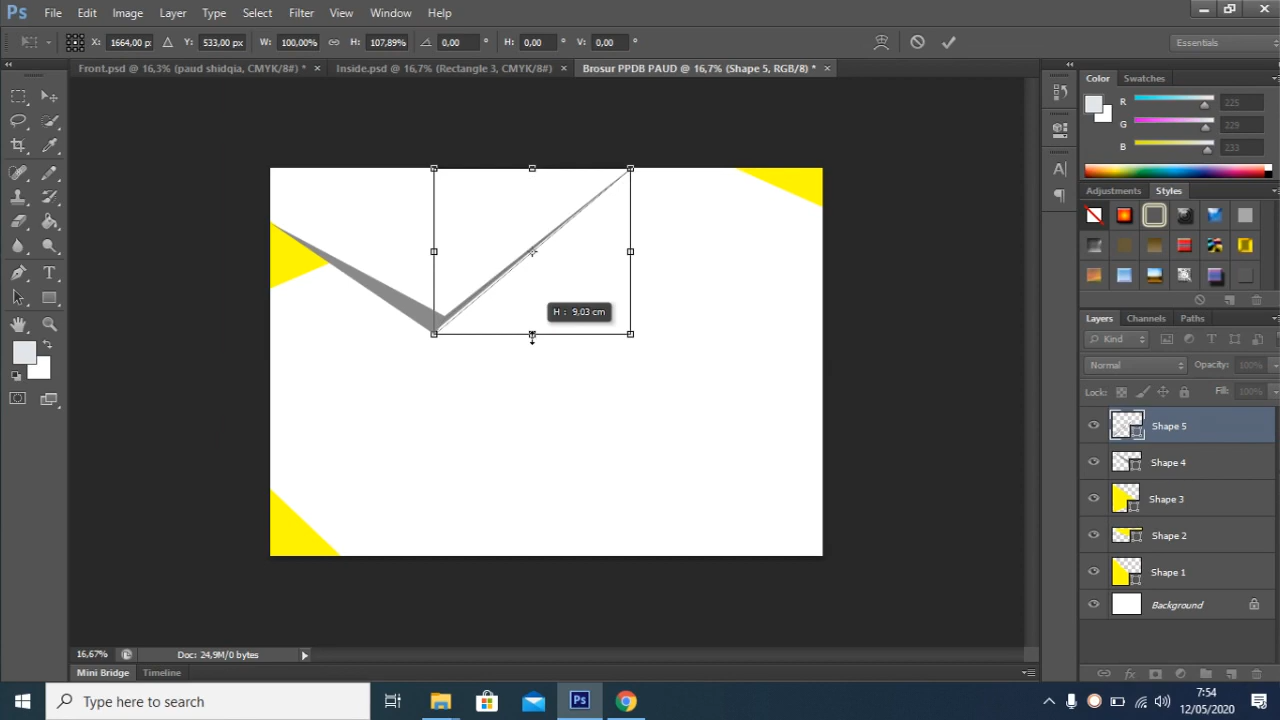 Ps File Edit Image Layer Type Select Filter View Window Help
X: 1664,00 px Y: 533,00 px W: 100,00% H: 107,89% 0,00 ° H: 0,00 ° V: 0,00 ° Essentials
Front.psd @ 16,3% (paud shidqia, CMYK/8#) * × Inside.psd @ 16,7% (Rectangle 3, CMYK/8#) × Brosur PPDB PAUD @ 16,7% (Shape 5, RGB/8) * ×
Color Swatches
R 225
G 229
B 233
Adjustments Styles
H : 9,03 cm
Layers Channels Paths
Kind
Normal Opacity: 100%
Lock: Fill: 100%
Shape 5
Shape 4
Shape 3
Shape 2
Shape 1
Background
16,67% Doc: 24,9M/0 bytes
Mini Bridge Timeline
Type here to search
7:54
12/05/2020